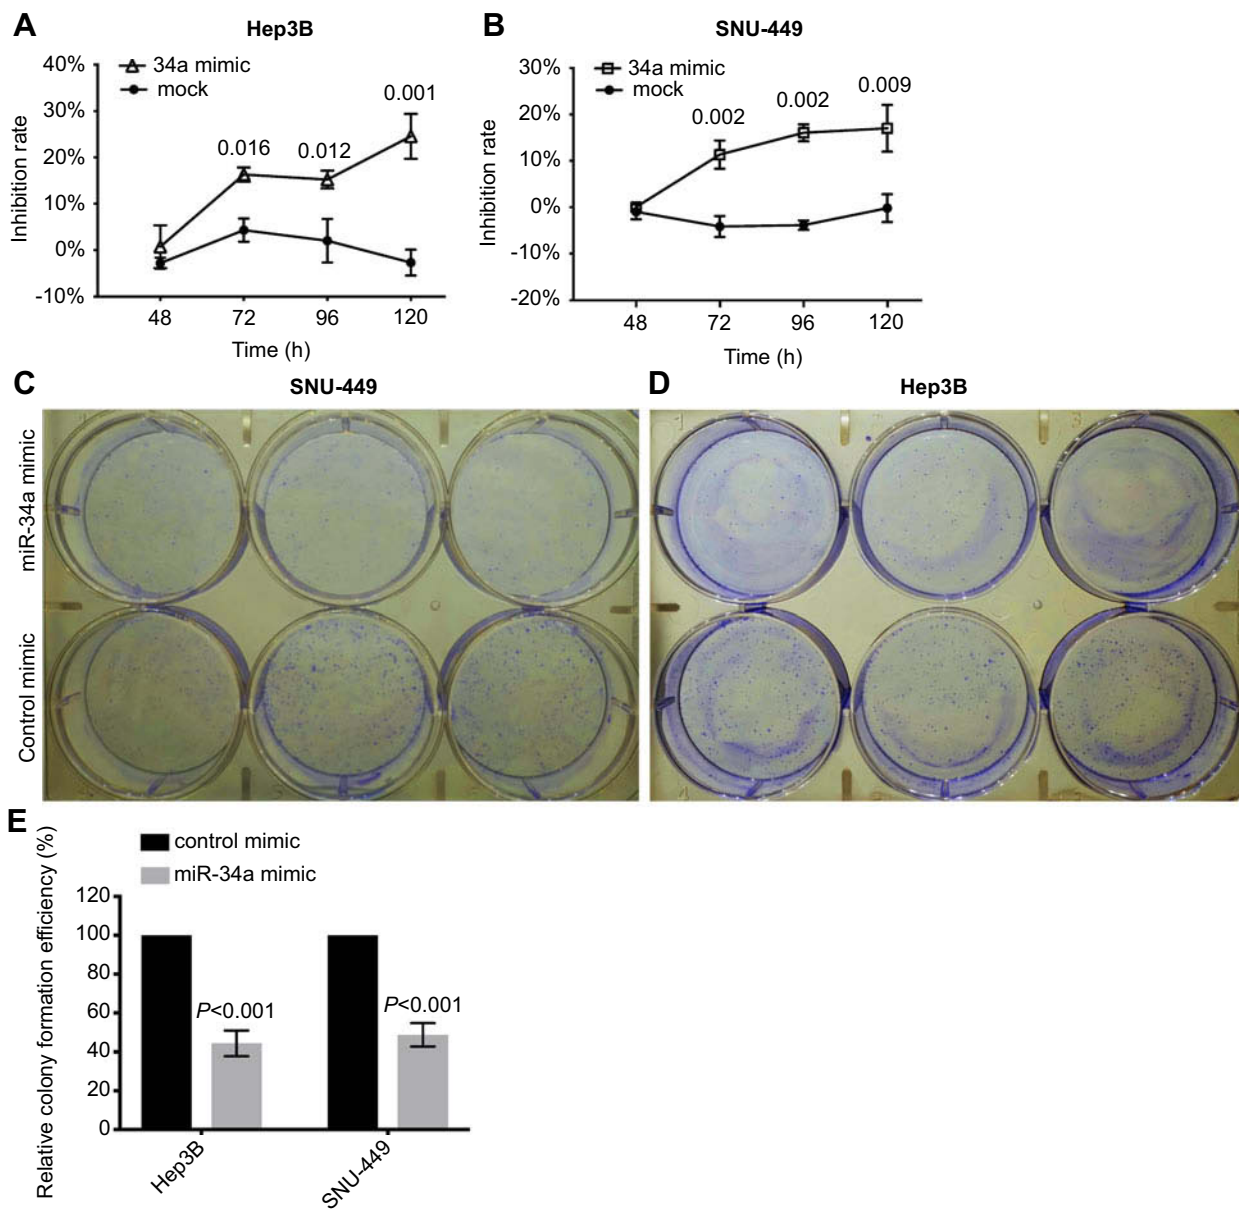 A
Hep3B
34a mimic
mock
40%
30%
20%
10%
0%
-10%
Inhibition rate
0.016
0.012
0.001
48
72
96
120
Time (h)
B
SNU-449
34a mimic
mock
30%
20%
10%
0%
-10%
-20%
Inhibition rate
0.002
0.002
0.009
48
72
96
120
Time (h)
C
SNU-449
miR-34a mimic
Control mimic
D
Hep3B
E
control mimic
miR-34a mimic
Relative colony formation efficiency (%)
120
100
80
60
40
20
0
P<0.001
P<0.001
Hep3B
SNU-449